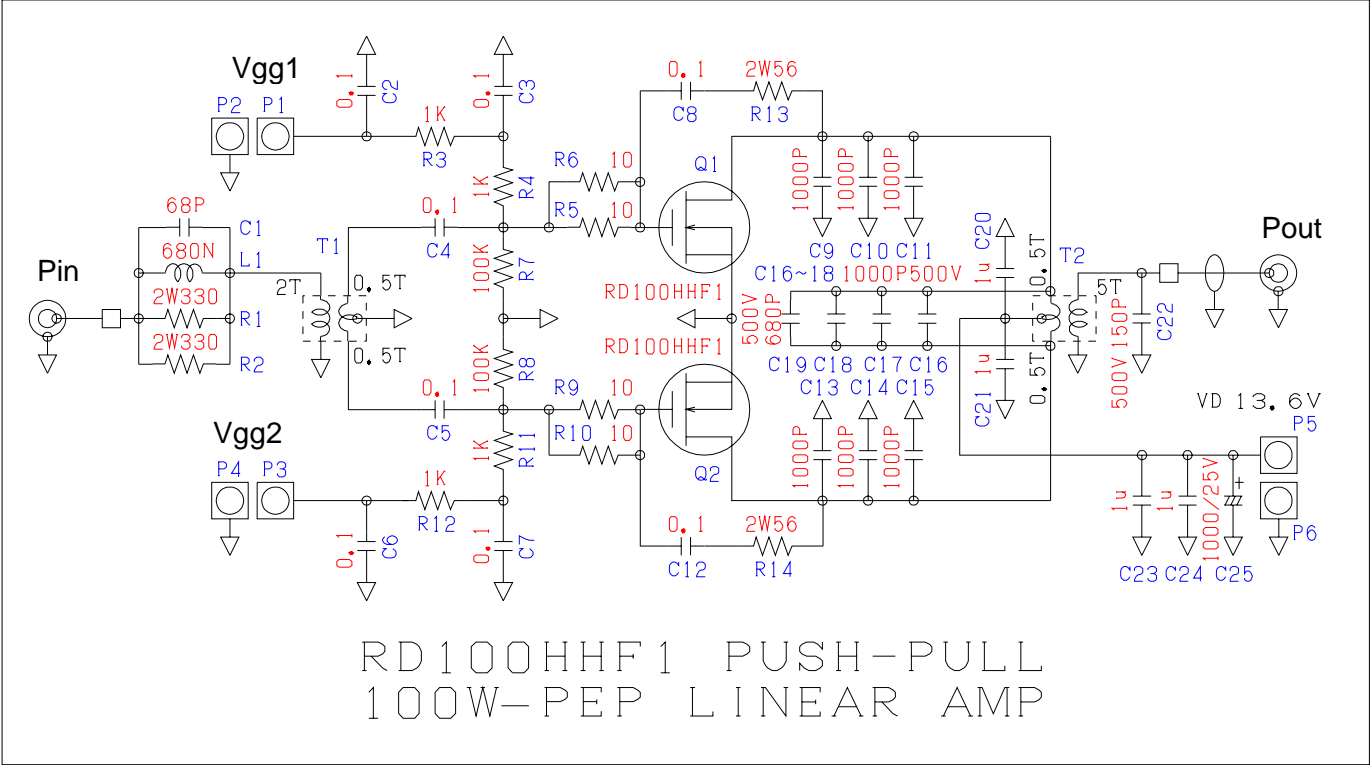 Vgg1
P2 P1
0.1
C2
0.1
C3
1K
R3
1K
R4
0.1
C8
2W56
R13
R6 10
R5 10
Q1
1000P
1000P
1000P
C9 C10 C11
68P
C1
680N
L1
2W330
R1
2W330
R2
Pin
T1
2T
0.5T
0.5T
0.1
C4
100K
R7
100K
R8
RD100HHF1
RD100HHF1
500V
680P
C16~18 1000P500V
C19 C18 C17 C16
C20
1u
0.5T
T2
5T
C21
1u
0.5T
Pout
C22
500V150P
VD 13.6V
P5
P6
0.1
C5
R9 10
R10 10
Q2
C13 C14 C15
1000P
1000P
1000P
Vgg2
P4 P3
1K
R11
1K
R12
0.1
C6
0.1
C7
0.1
C12
2W56
R14
1u
1u
1000/25V
+
C23 C24 C25
RD100HHF1 PUSH-PULL
100W-PEP LINEAR AMP